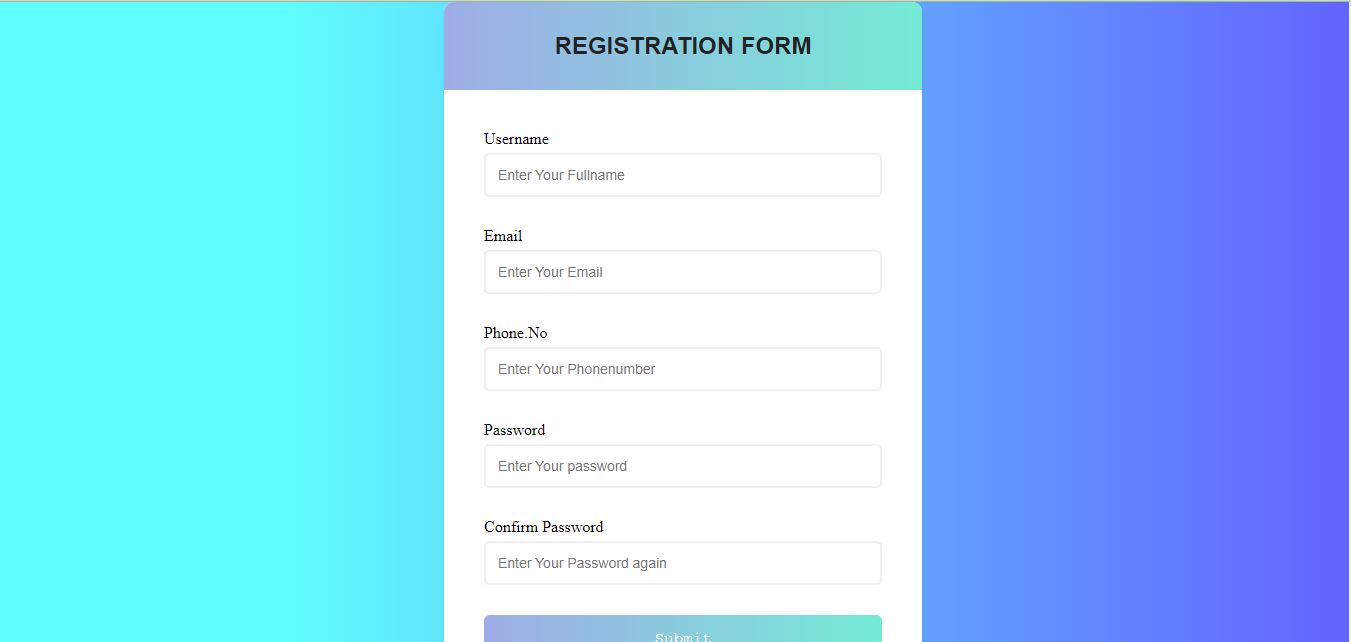 REGISTRATION FORM
Username
Enter Your Fullname
Email
Enter Your Email
Phone.No
Enter Your Phonenumber
Password
Enter Your password
Confirm Password
Enter Your Password again
Submit